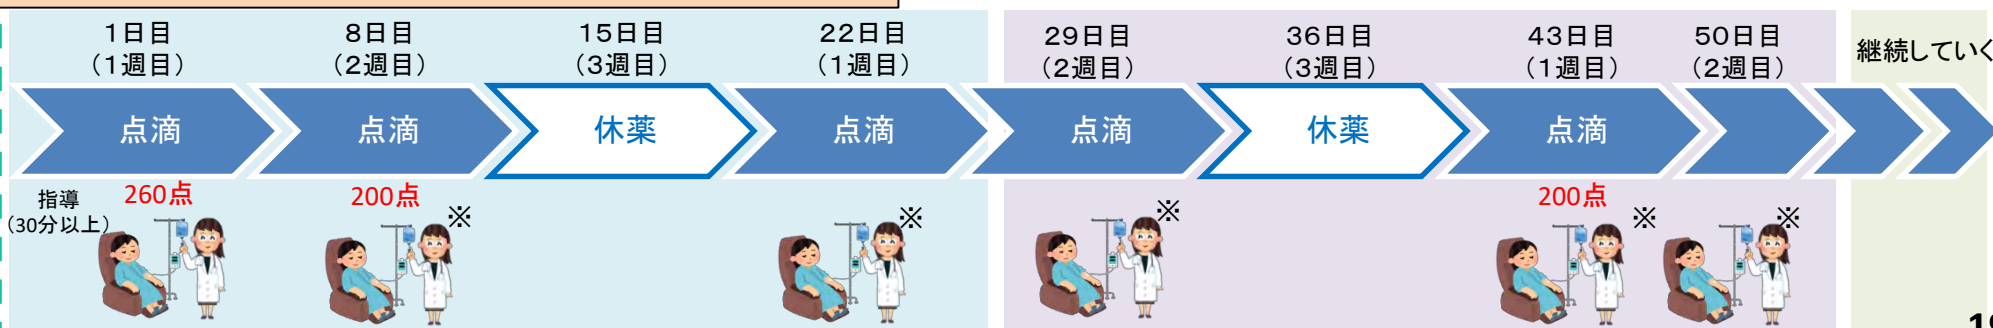 1日目
(1週目)
8日目
(2週目)
15日目
(3週目)
22日目
(1週目)
29日目
(2週目)
36日目
(3週目)
43日目
(1週目)
50日目
(2週目)
継続していく
点滴
点滴
休薬
点滴
点滴
休薬
点滴
指導
(30分以上)
260点
200点
※
※
※
200点
※
※